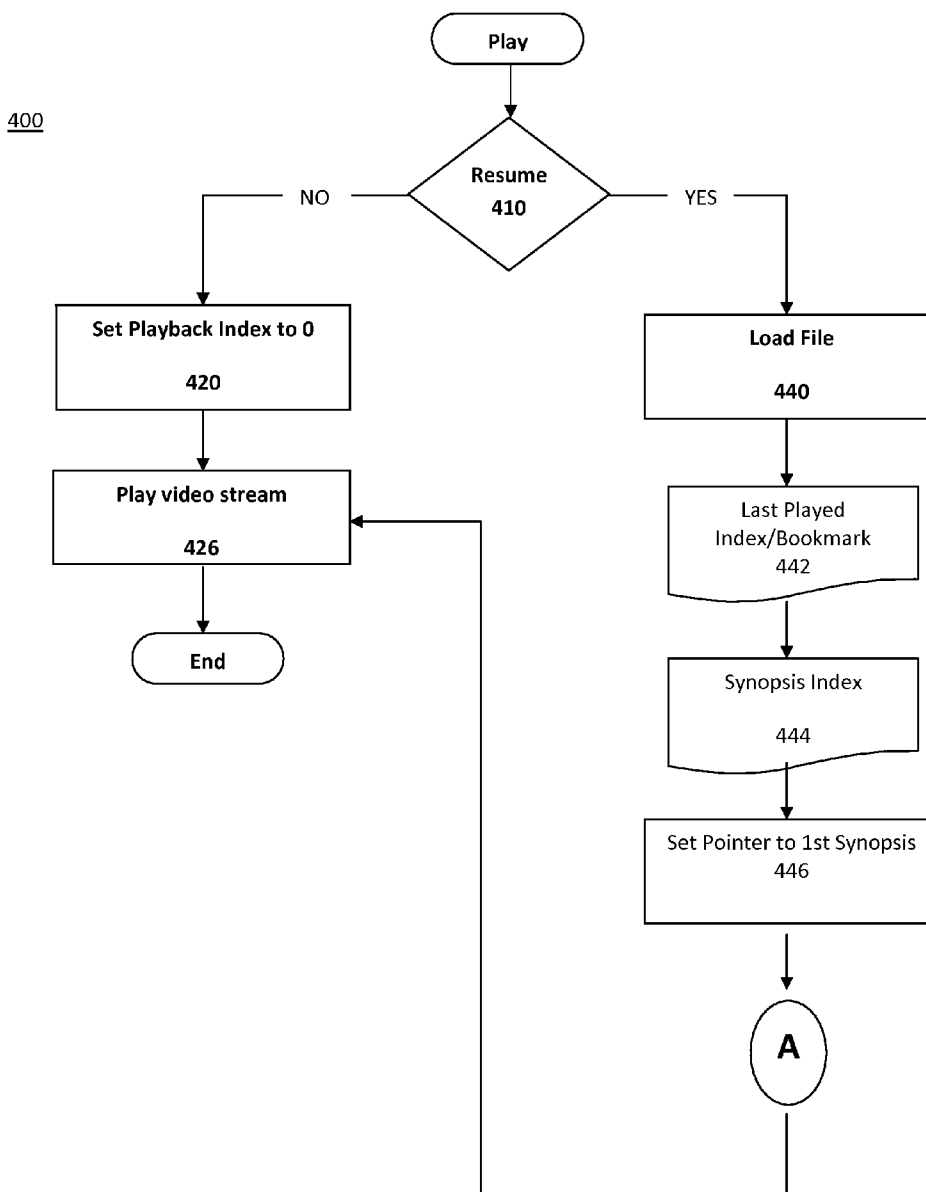 Play
400
Resume
410
NO
YES
Set Playback Index to 0
420
Load File
440
Play video stream
426
Last Played
Index/Bookmark
442
End
Synopsis Index
444
Set Pointer to 1st Synopsis
446
A